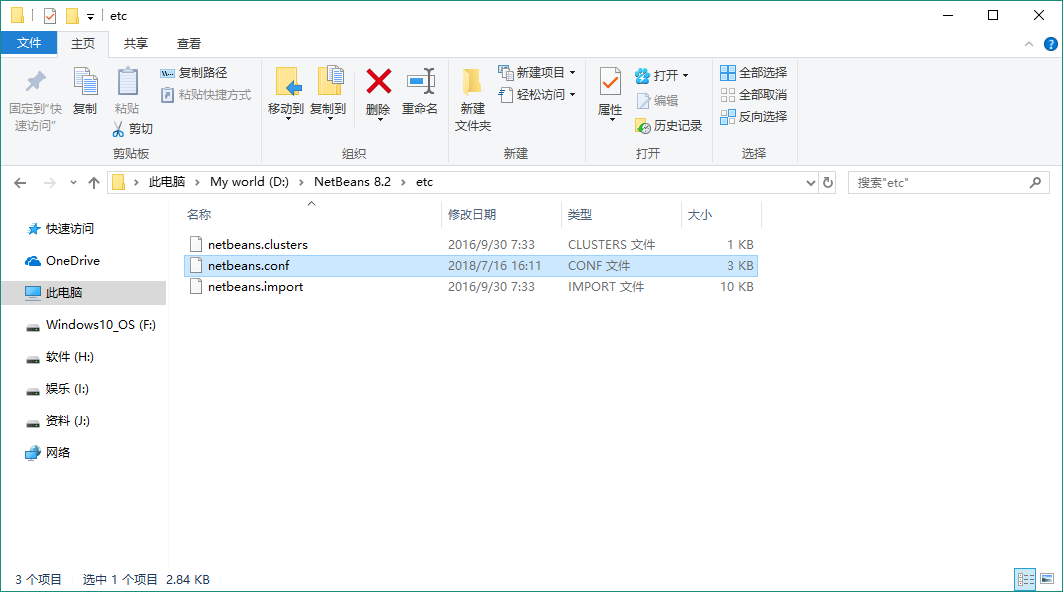 etc
文件 主页 共享 查看
固定到"快速访问"
复制
粘贴
复制路径
粘贴快捷方式
剪切
剪贴板
移动到 复制到 删除 重命名
组织
新建
文件夹
新建项目
轻松访问
新建
属性
打开
编辑
历史记录
打开
全部选择
全部取消
反向选择
选择
此电脑 My world (D:) NetBeans 8.2 etc
搜索"etc"
快速访问
OneDrive
此电脑
Windows10_OS (F:)
软件 (H:)
娱乐 (I:)
资料 (J:)
网络
名称 修改日期 类型 大小
netbeans.clusters 2016/9/30 7:33 CLUSTERS 文件 1 KB
netbeans.conf 2018/7/16 16:11 CONF 文件 3 KB
netbeans.import 2016/9/30 7:33 IMPORT 文件 10 KB
3 个项目 选中 1 个项目 2.84 KB